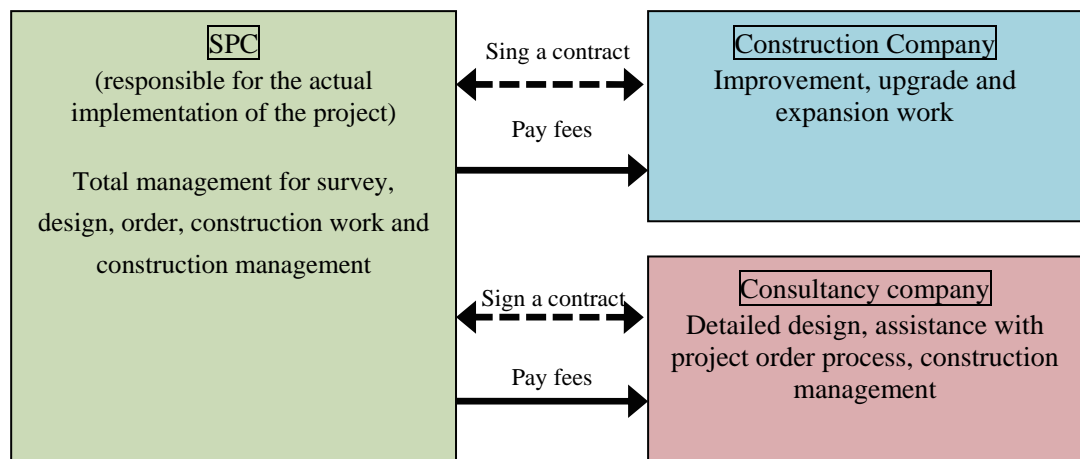 SPC
(responsible for the actual
implementation of the project)
Total management for survey,
design, order, construction work and
construction management
Sing a contract
Pay fees
Construction Company
Improvement, upgrade and
expansion work
Sign a contract
Pay fees
Consultancy company
Detailed design, assistance with
project order process, construction
management